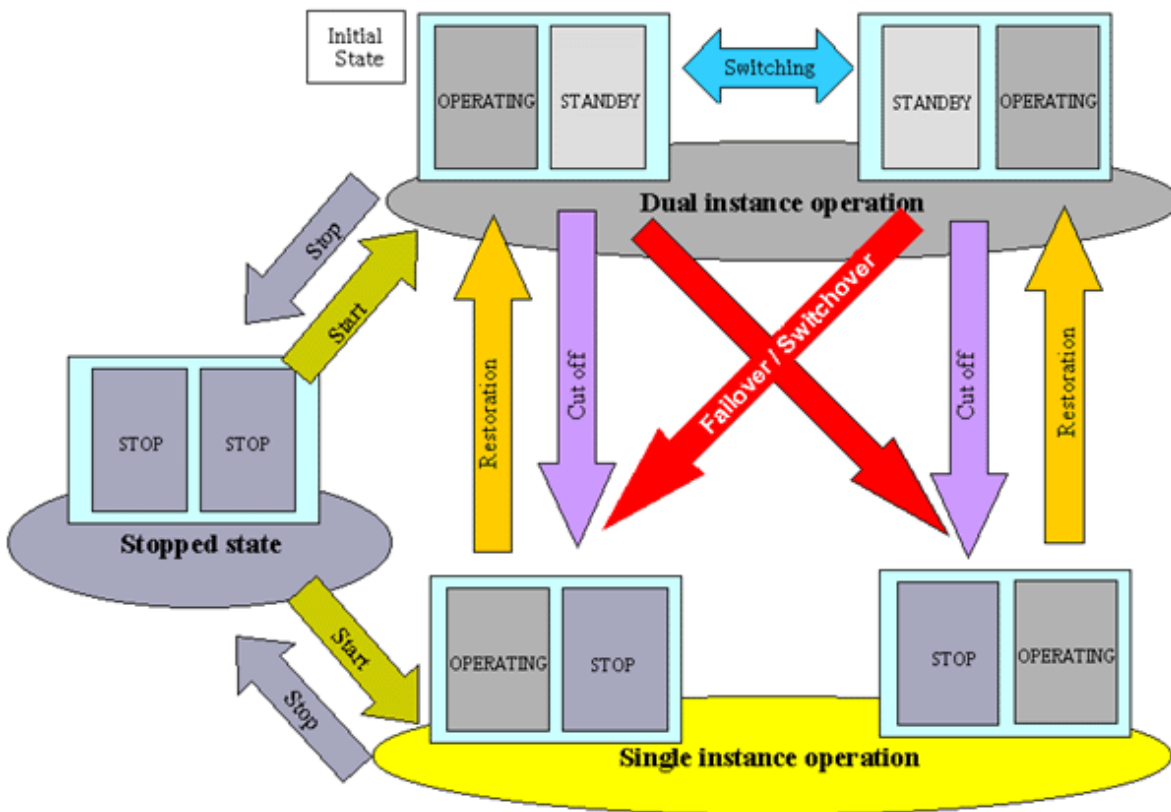 Initial
State
OPERATING
STANDBY
Switching
STANDBY
OPERATING
Dual instance operation
Stop
Start
Restoration
Cut off
Failover / Switchover
Cut off
Restoration
STOP
STOP
Stopped state
Start
Stop
OPERATING
STOP
STOP
OPERATING
Single instance operation